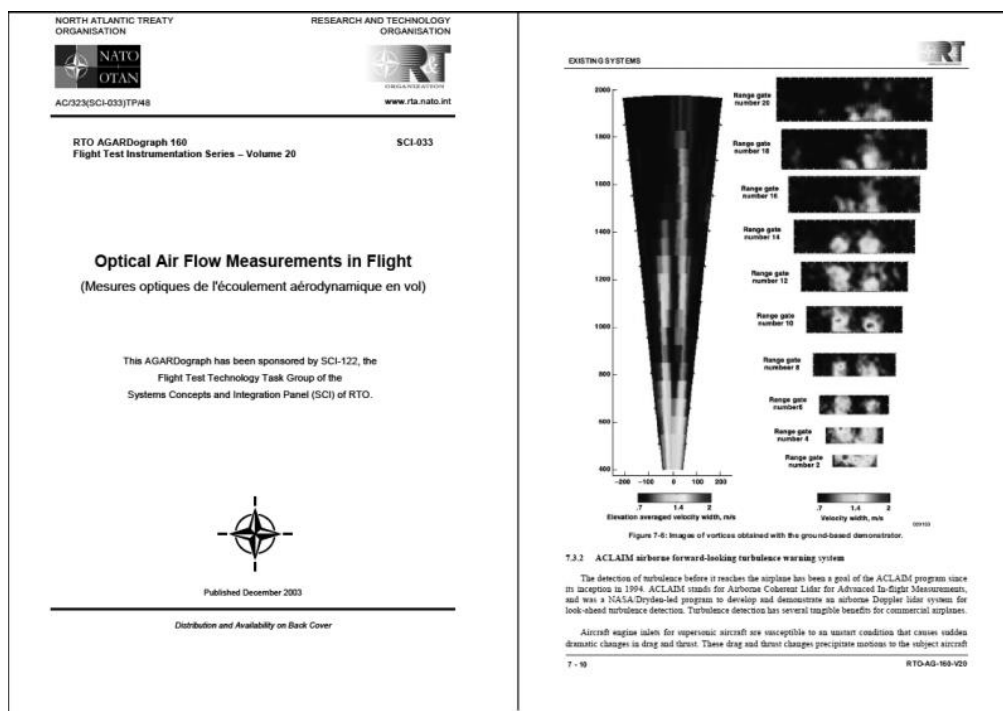 NORTH ATLANTIC TREATY
ORGANISATION
RESEARCH AND TECHNOLOGY
ORGANISATION
NATO
OTAN
R&T
ORGANIZATION
AC/323(SCI-033)TP/48
www.rta.nato.int
RTO AGARDograph 160
SCI-033
Flight Test Instrumentation Series – Volume 20
Optical Air Flow Measurements in Flight
(Mesures optiques de l'écoulement aérodynamique en vol)
This AGARDograph has been sponsored by SCI-122, the
Flight Test Technology Task Group of the
Systems Concepts and Integration Panel (SCI) of RTO.
Published December 2003
Distribution and Availability on Back Cover
EXISTING SYSTEMS
R&T
2000
1800
1600
1400
1200
1000
800
600
400
-200 -100 0 100 200
Range gate
number 20
Range gate
number 18
Range gate
number 16
Range gate
number 14
Range gate
number 12
Range gate
number 10
Range gate
number 8
Range gate
number6
Range gate
number 4
Range gate
number 2
.7 1.4 2
Elevation averaged velocity width, m/s
.7 1.4 2
Velocity width, m/s
Figure 7-6: Images of vortices obtained with the ground-based demonstrator.
7.3.2 ACLAIM airborne forward-looking turbulence warning system
The detection of turbulence before it reaches the airplane has been a goal of the ACLAIM program since
its inception in 1994. ACLAIM stands for Airborne Coherent Lidar for Advanced In-flight Measurements,
and was a NASA/Dryden-led program to develop and demonstrate an airborne Doppler lidar system for
look-ahead turbulence detection. Turbulence detection has several tangible benefits for commercial airplanes.
Aircraft engine inlets for supersonic aircraft are susceptible to an unstart condition that causes sudden
dramatic changes in drag and thrust. These drag and thrust changes precipitate motions to the subject aircraft
7 - 10
RTO-AG-160-V20